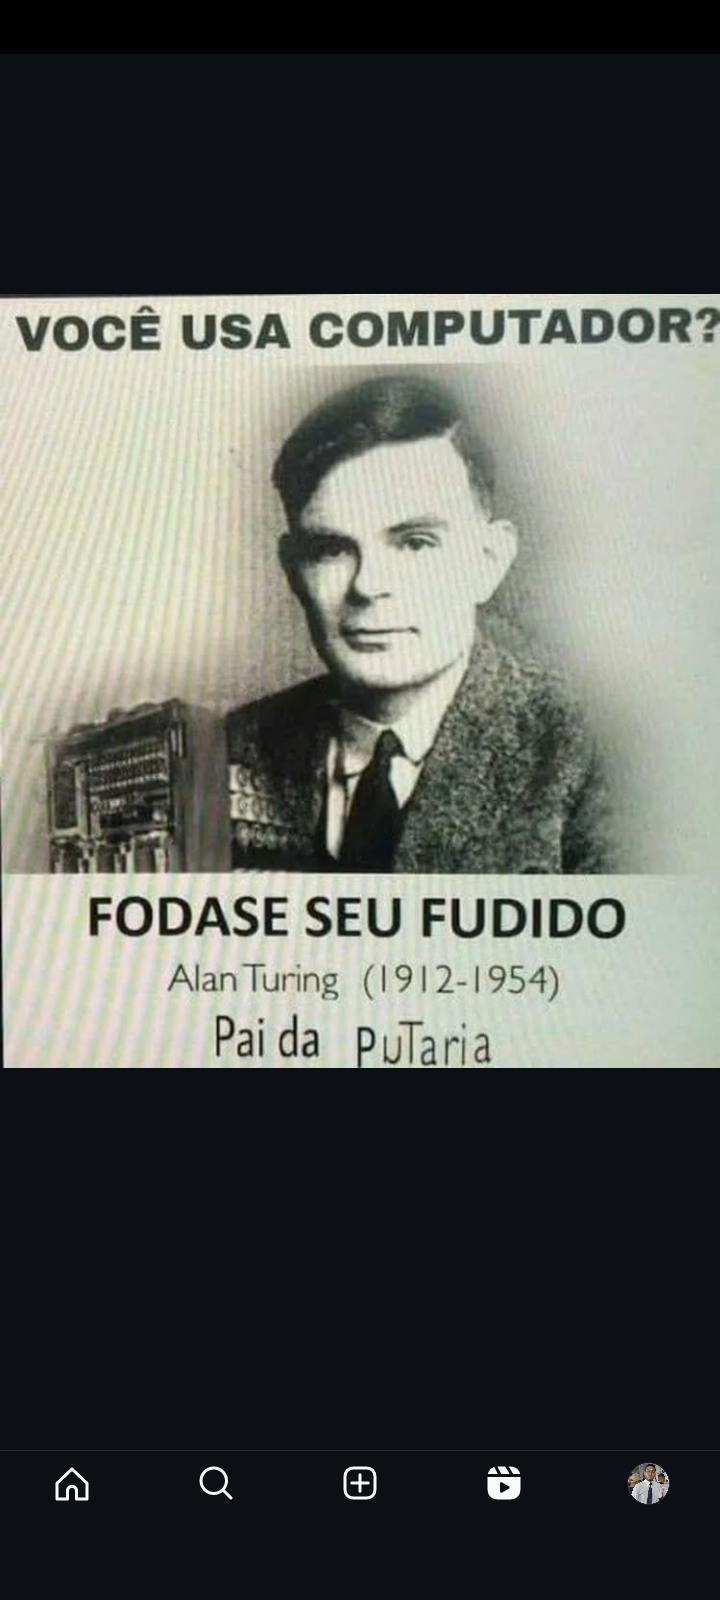 VOCÊ USA COMPUTADOR?
FODASE SEU FUDIDO
Alan Turing (1912-1954)
Pai da PuTaria